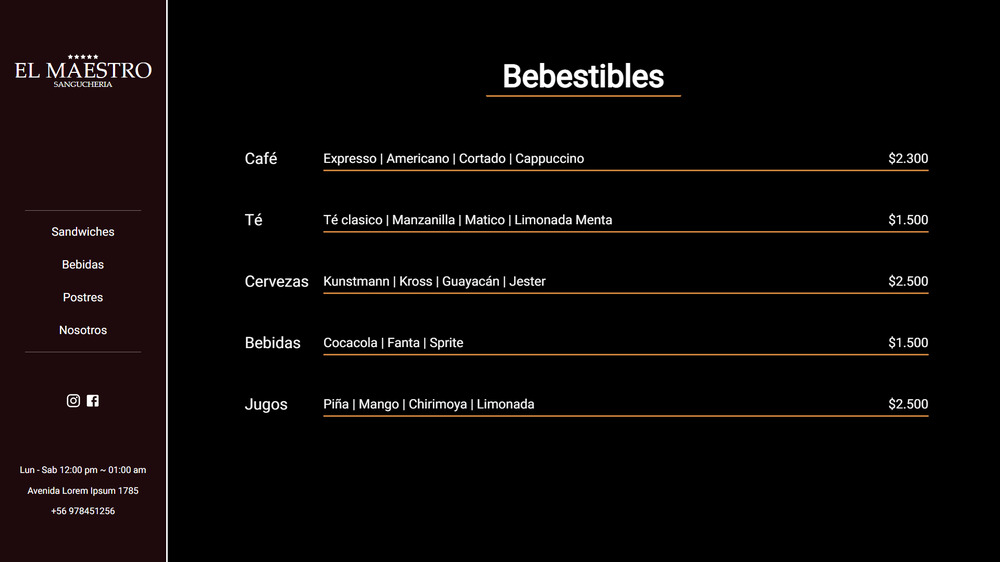 ★★★★★
EL MAESTRO
SANGUCHERIA
Sandwiches
Bebidas
Postres
Nosotros
Lun - Sab 12:00 pm ~ 01:00 am
Avenida Lorem Ipsum 1785
+56 978451256
Bebestibles
Café Expresso | Americano | Cortado | Cappuccino $2.300
Té Té clasico | Manzanilla | Matico | Limonada Menta $1.500
Cervezas Kunstmann | Kross | Guayacán | Jester $2.500
Bebidas Cocacola | Fanta | Sprite $1.500
Jugos Piña | Mango | Chirimoya | Limonada $2.500